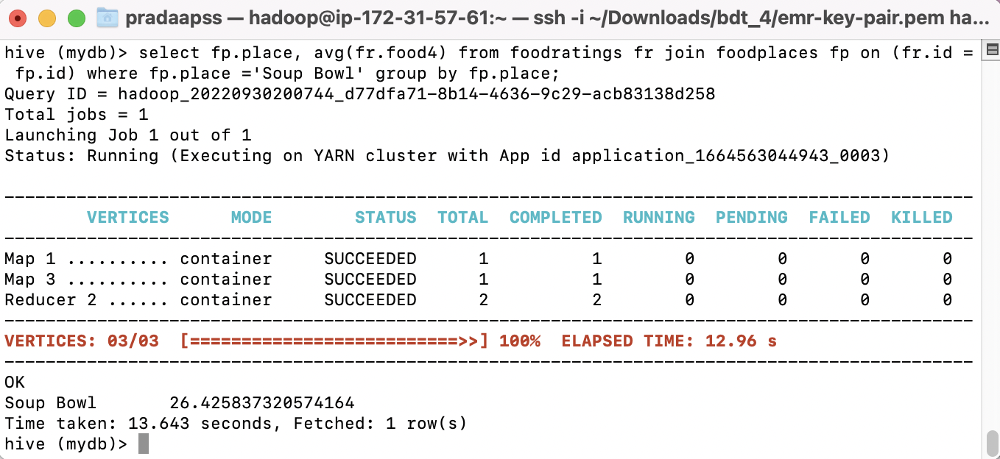 pradaapss — hadoop@ip-172-31-57-61:~ — ssh -i ~/Downloads/bdt_4/emr-key-pair.pem ha...
hive (mydb)> select fp.place, avg(fr.food4) from foodratings fr join foodplaces fp on (fr.id =
 fp.id) where fp.place ='Soup Bowl' group by fp.place;
Query ID = hadoop_20220930200744_d77dfa71-8b14-4636-9c29-acb83138d258
Total jobs = 1
Launching Job 1 out of 1
Status: Running (Executing on YARN cluster with App id application_1664563044943_0003)
----------------------------------------------------------------------------------------------
        VERTICES      MODE        STATUS  TOTAL  COMPLETED  RUNNING  PENDING  FAILED  KILLED
----------------------------------------------------------------------------------------------
Map 1 .......... container     SUCCEEDED      1          1        0        0       0       0
Map 3 .......... container     SUCCEEDED      1          1        0        0       0       0
Reducer 2 ...... container     SUCCEEDED      2          2        0        0       0       0
----------------------------------------------------------------------------------------------
VERTICES: 03/03  [==========================>>] 100%  ELAPSED TIME: 12.96 s
----------------------------------------------------------------------------------------------
OK
Soup Bowl       26.425837320574164
Time taken: 13.643 seconds, Fetched: 1 row(s)
hive (mydb)>